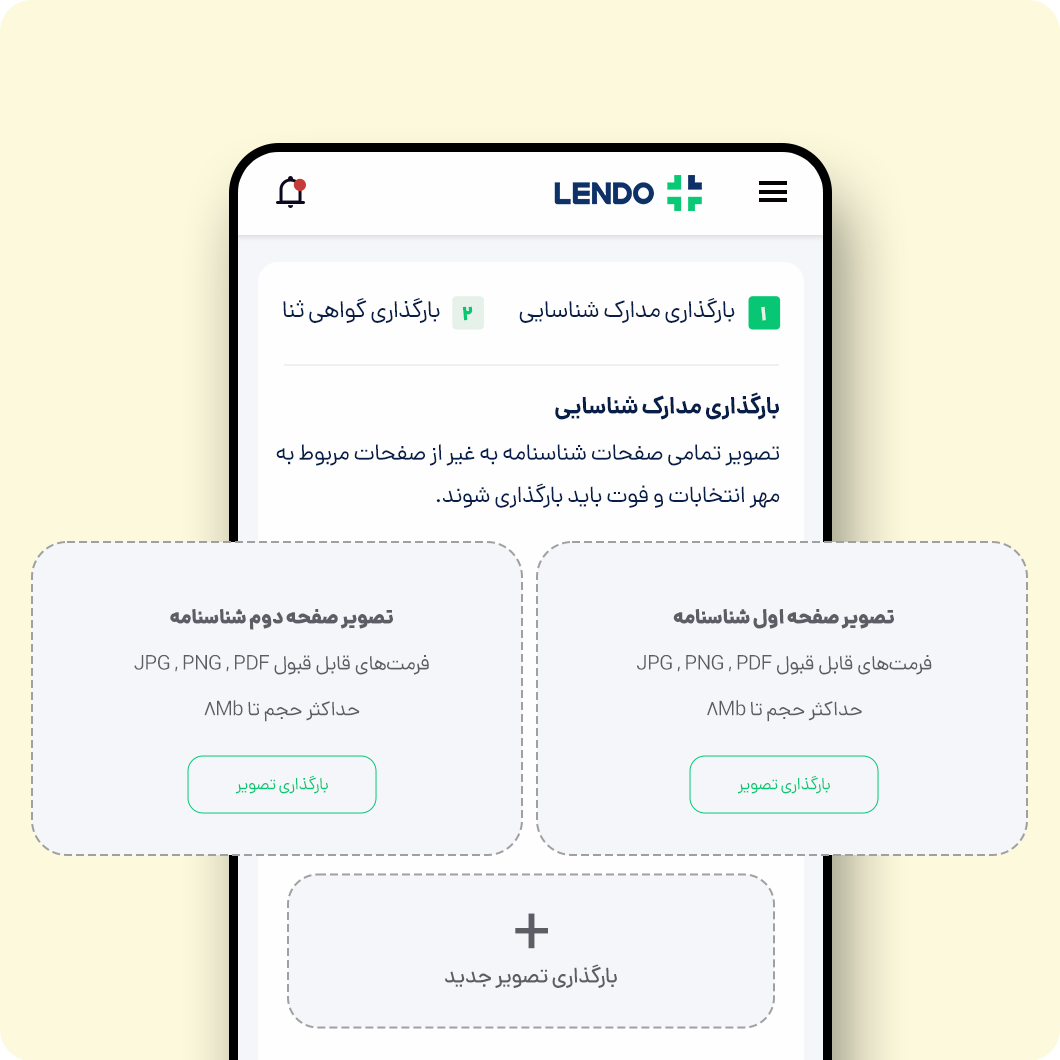 LENDO
۱ بارگذاری مدارک شناسایی
۲ بارگذاری گواهی ثنا
بارگذاری مدارک شناسایی
تصویر تمامی صفحات شناسنامه به غیر از صفحات مربوط به
مهر انتخابات و فوت باید بارگذاری شوند.
تصویر صفحه اول شناسنامه
فرمت‌های قابل قبول JPG , PNG , PDF
حداکثر حجم تا ۸Mb
بارگذاری تصویر
تصویر صفحه دوم شناسنامه
فرمت‌های قابل قبول JPG , PNG , PDF
حداکثر حجم تا ۸Mb
بارگذاری تصویر
+
بارگذاری تصویر جدید